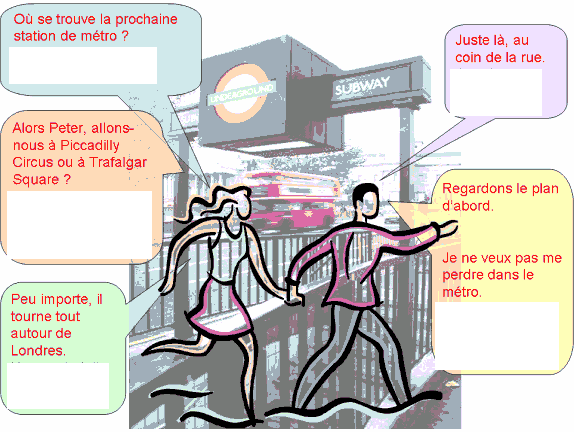 Où se trouve la prochaine
station de métro ?
Juste là, au
coin de la rue.
UNDERGROUND
SUBWAY
Alors Peter, allons-
nous à Piccadilly
Circus ou à Trafalgar
Square ?
Regardons le plan
d'abord.
Je ne veux pas me
perdre dans le
métro.
Peu importe, il
tourne tout
autour de
Londres.